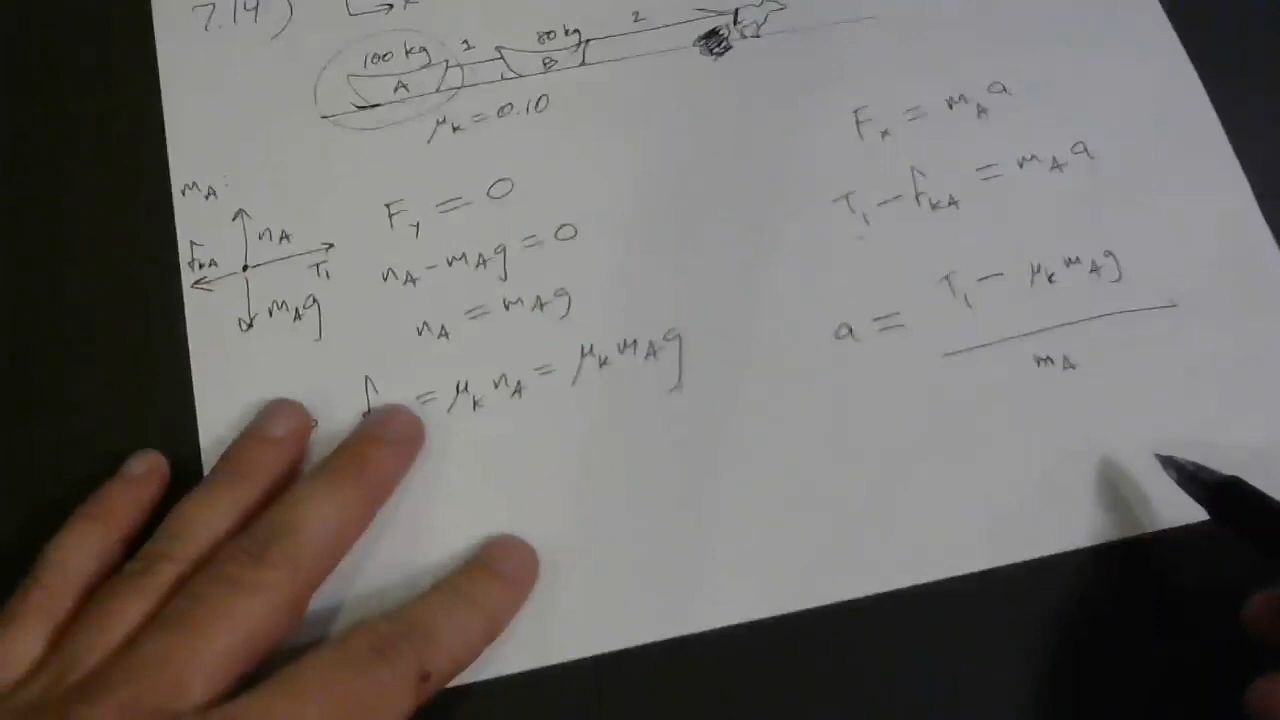 7.14)
x
100 kg 1 80 kg 2
A B
μk = 0.10
mA:
nA
fkA T1
mAg
Fy = 0
nA - mAg = 0
nA = mAg
= μk nA = μk mAg
Fx = mA a
T1 - fkA = mA a
a = T1 - μk mAg
mA